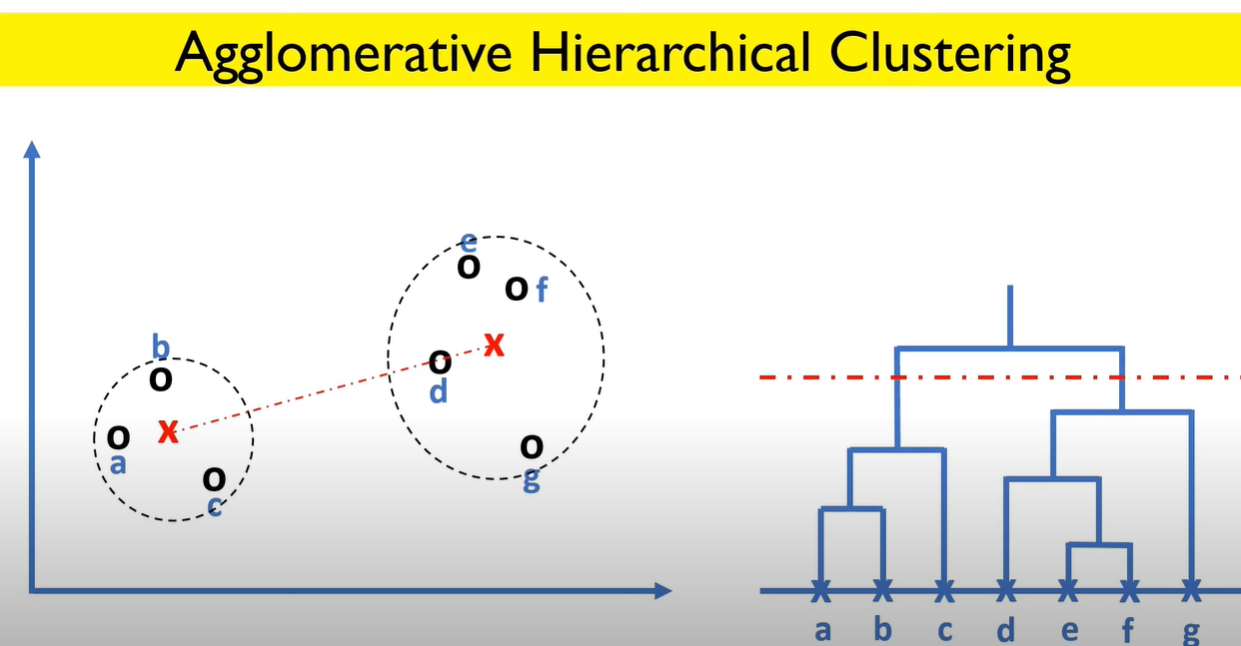 Agglomerative Hierarchical Clustering
e
o
o f
b
x
o
o
d
o
x
o
a
o
g
o
c
x x x x x x x
a b c d e f g